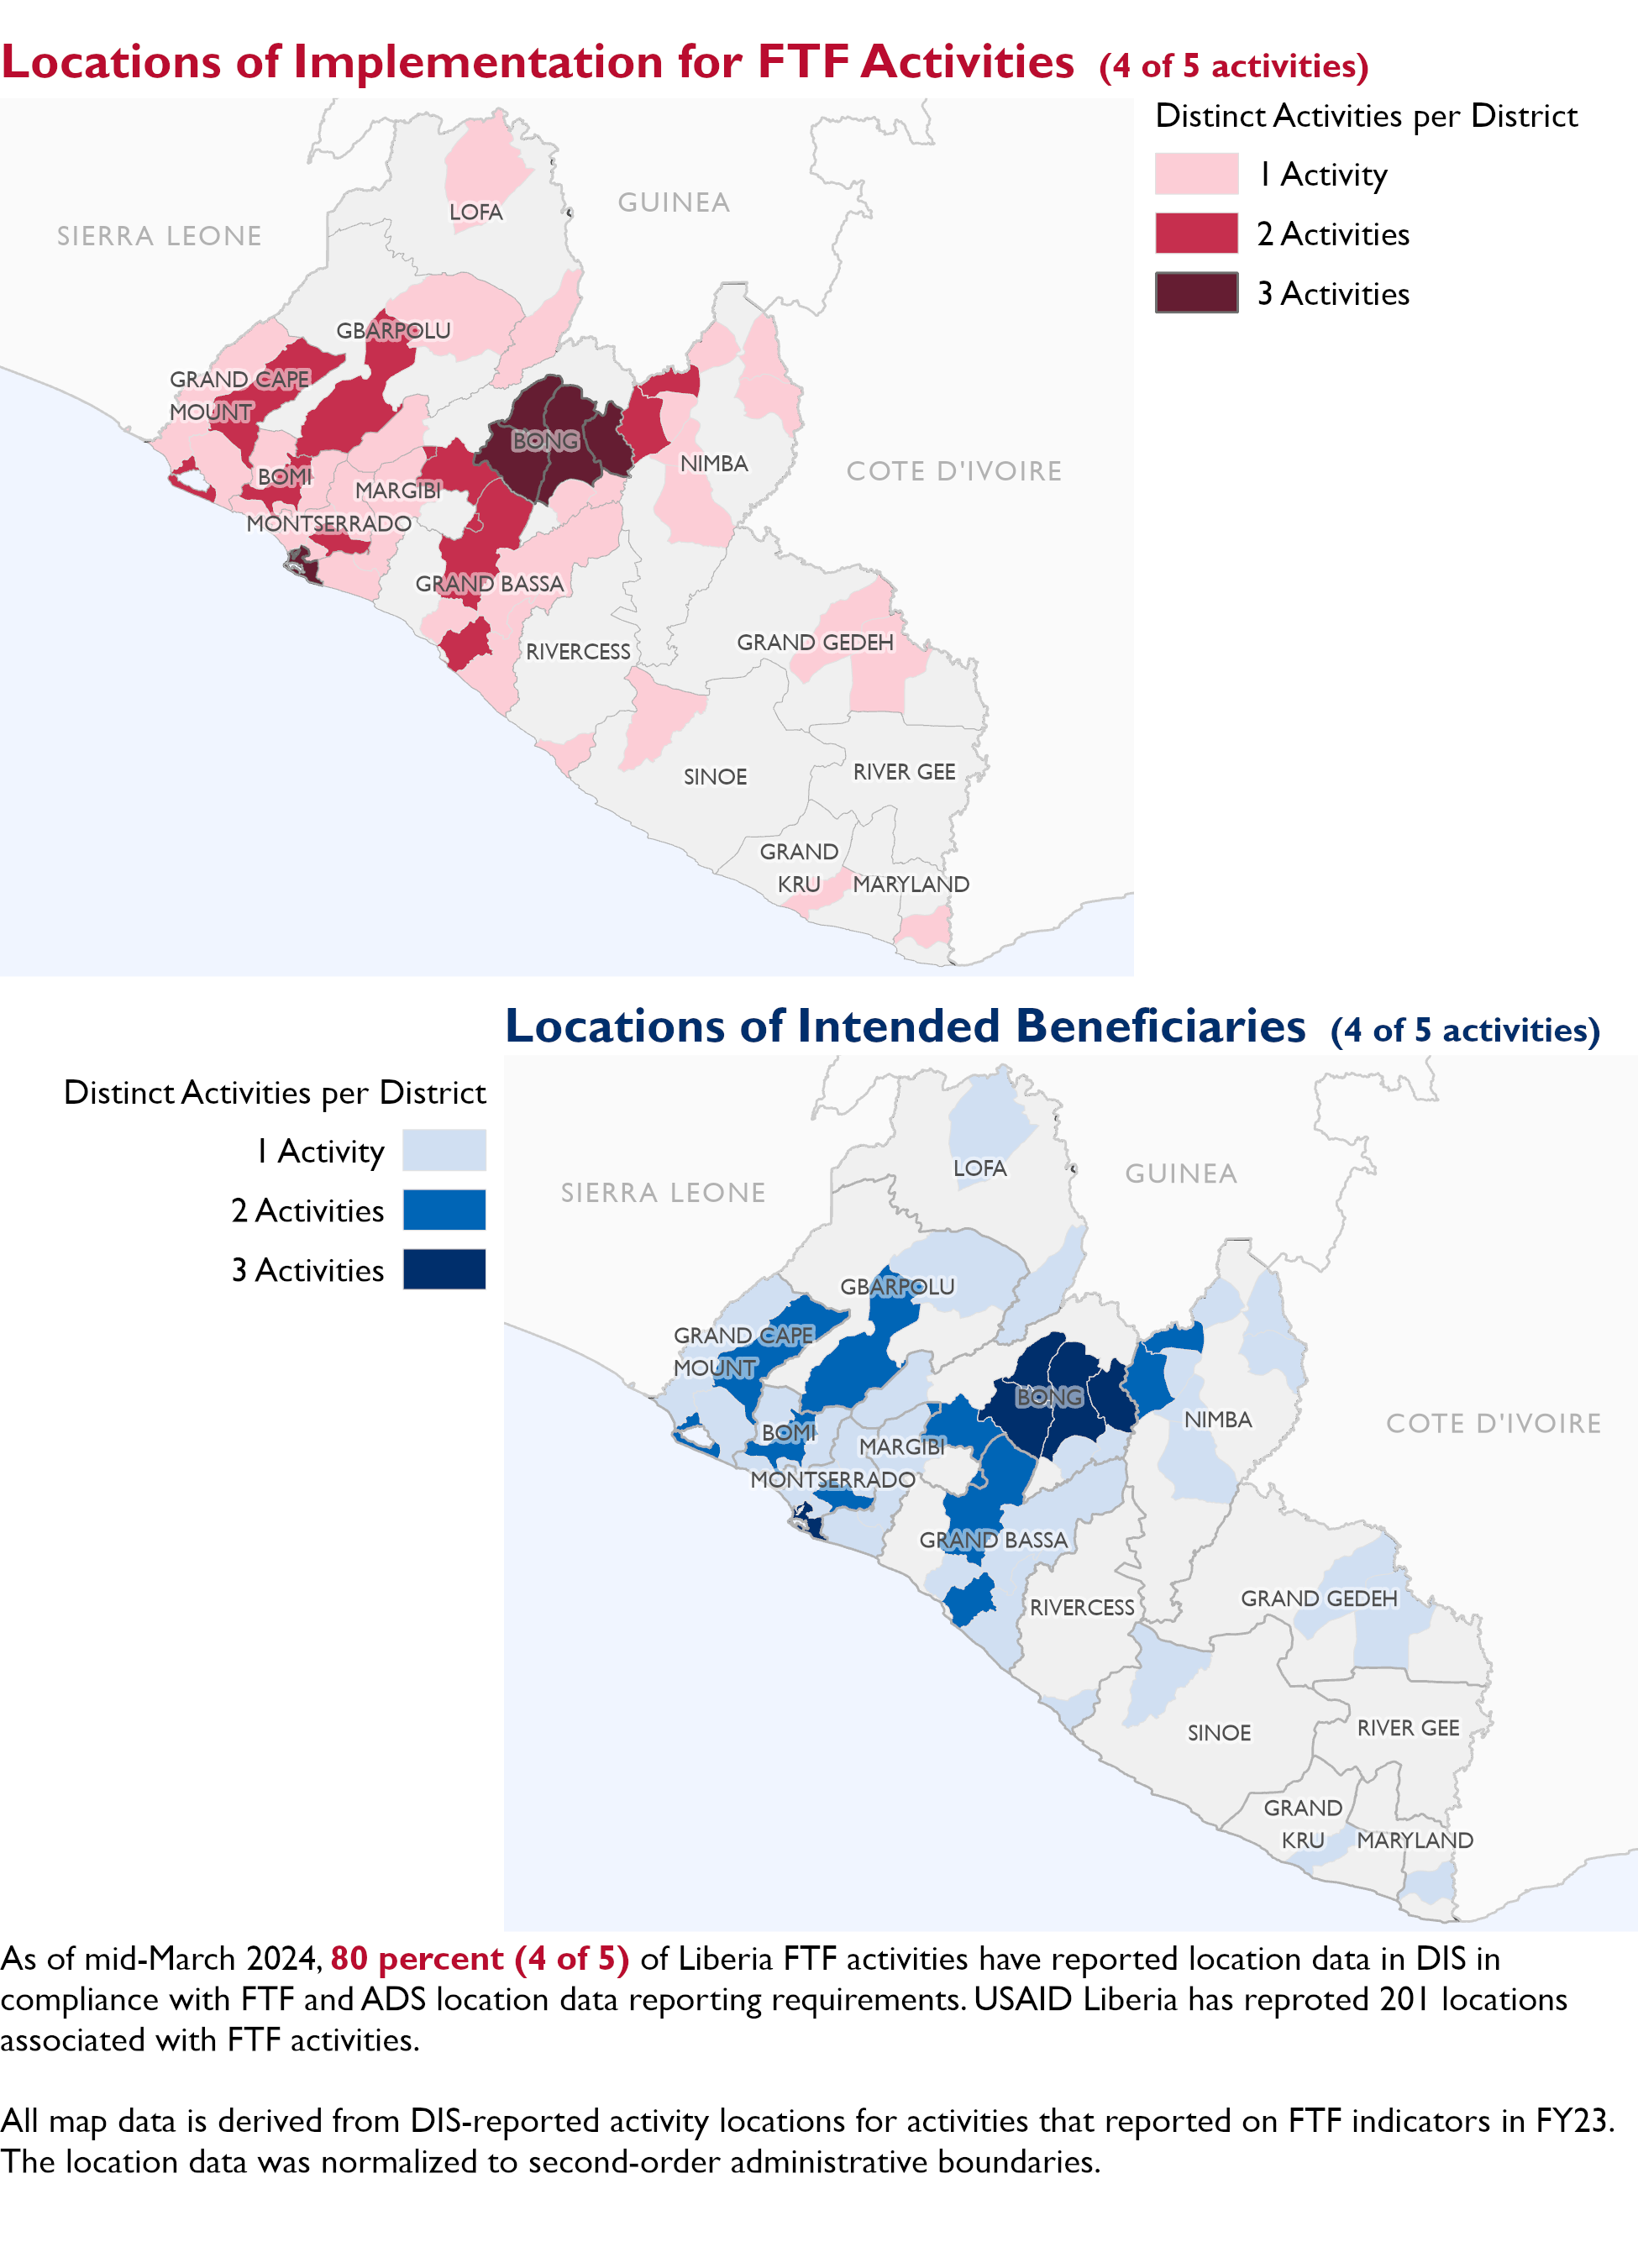 Locations of Implementation for FTF Activities (4 of 5 activities)
Distinct Activities per District
1 Activity
2 Activities
3 Activities
SIERRA LEONE
GUINEA
COTE D'IVOIRE
LOFA
GBARPOLU
GRAND CAPE
MOUNT
BONG
BOMI
MARGIBI
NIMBA
MONTSERRADO
GRAND BASSA
RIVERCESS
GRAND GEDEH
SINOE
RIVER GEE
GRAND
KRU
MARYLAND
Locations of Intended Beneficiaries (4 of 5 activities)
Distinct Activities per District
1 Activity
2 Activities
3 Activities
SIERRA LEONE
GUINEA
COTE D'IVOIRE
LOFA
GBARPOLU
GRAND CAPE
MOUNT
BONG
BOMI
MARGIBI
NIMBA
MONTSERRADO
GRAND BASSA
RIVERCESS
GRAND GEDEH
SINOE
RIVER GEE
GRAND
KRU
MARYLAND
As of mid-March 2024, 80 percent (4 of 5) of Liberia FTF activities have reported location data in DIS in
compliance with FTF and ADS location data reporting requirements. USAID Liberia has reproted 201 locations
associated with FTF activities.
All map data is derived from DIS-reported activity locations for activities that reported on FTF indicators in FY23.
The location data was normalized to second-order administrative boundaries.